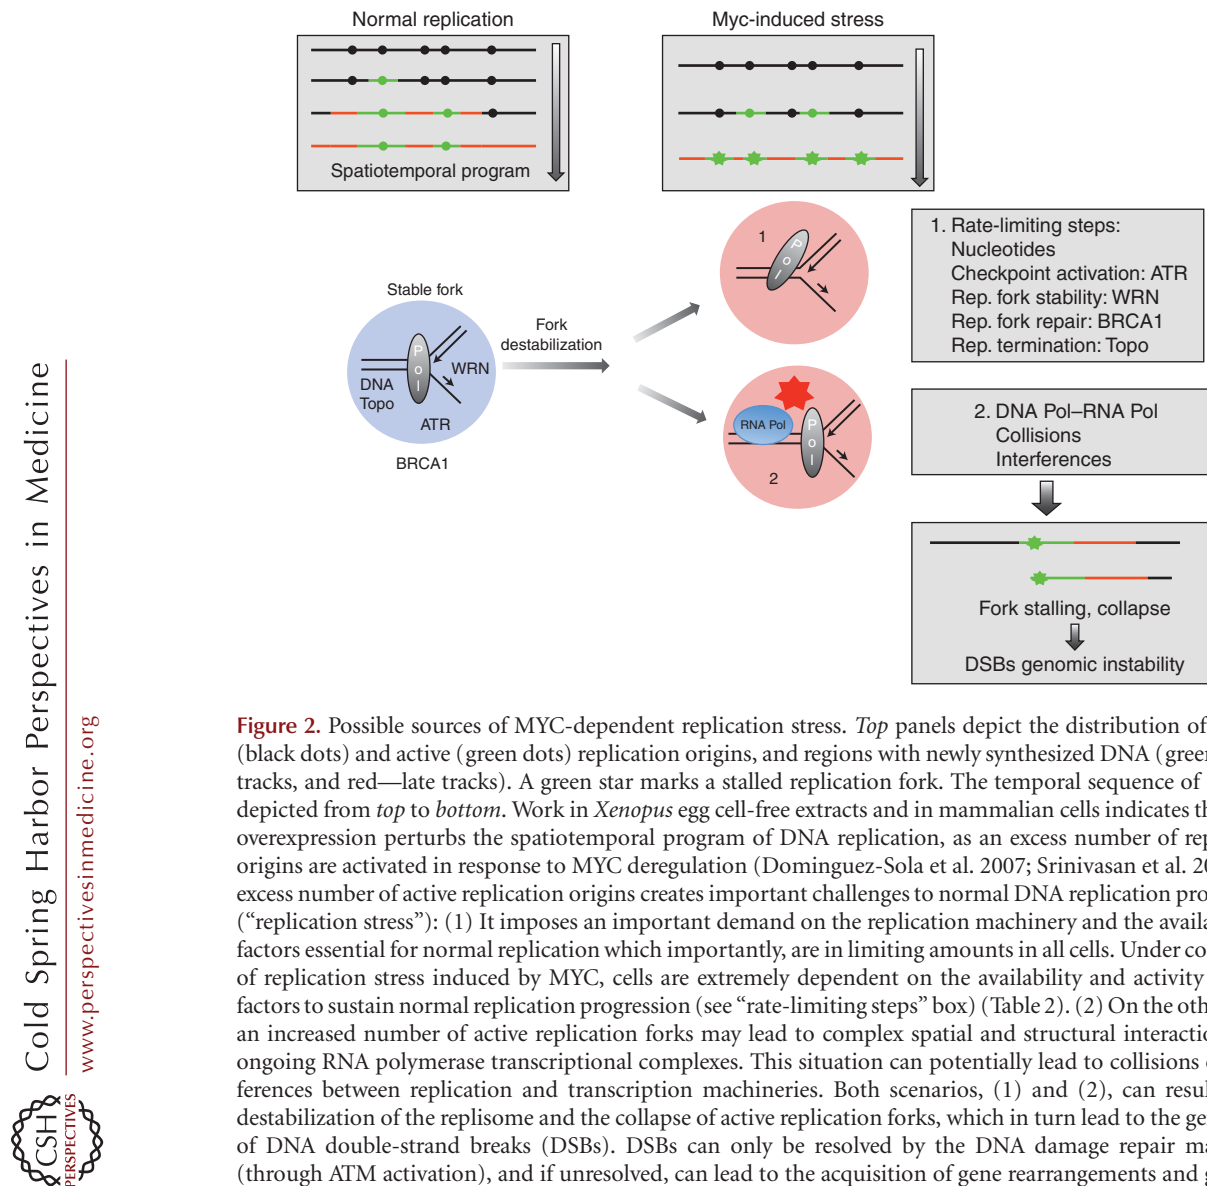 Normal replication
Myc-induced stress
Spatiotemporal program
Stable fork
Pol
WRN
DNA
Topo
ATR
BRCA1
Fork
destabilization
1
Pol
RNA Pol
Pol
2
1. Rate-limiting steps:
Nucleotides
Checkpoint activation: ATR
Rep. fork stability: WRN
Rep. fork repair: BRCA1
Rep. termination: Topo
2. DNA Pol–RNA Pol
Collisions
Interferences
Fork stalling, collapse
DSBs genomic instability
Figure 2. Possible sources of MYC-dependent replication stress. Top panels depict the distribution of
(black dots) and active (green dots) replication origins, and regions with newly synthesized DNA (green
tracks, and red—late tracks). A green star marks a stalled replication fork. The temporal sequence of
depicted from top to bottom. Work in Xenopus egg cell-free extracts and in mammalian cells indicates th
overexpression perturbs the spatiotemporal program of DNA replication, as an excess number of rep
origins are activated in response to MYC deregulation (Dominguez-Sola et al. 2007; Srinivasan et al. 20
excess number of active replication origins creates important challenges to normal DNA replication pro
(“replication stress”): (1) It imposes an important demand on the replication machinery and the availa
factors essential for normal replication which importantly, are in limiting amounts in all cells. Under co
of replication stress induced by MYC, cells are extremely dependent on the availability and activity
factors to sustain normal replication progression (see “rate-limiting steps” box) (Table 2). (2) On the oth
an increased number of active replication forks may lead to complex spatial and structural interactio
ongoing RNA polymerase transcriptional complexes. This situation can potentially lead to collisions
ferences between replication and transcription machineries. Both scenarios, (1) and (2), can resul
destabilization of the replisome and the collapse of active replication forks, which in turn lead to the ge
of DNA double-strand breaks (DSBs). DSBs can only be resolved by the DNA damage repair ma
(through ATM activation), and if unresolved, can lead to the acquisition of gene rearrangements and g
Cold Spring Harbor Perspectives in Medicine
www.perspectivesinmedicine.org
CSH
PERSPECTIVES